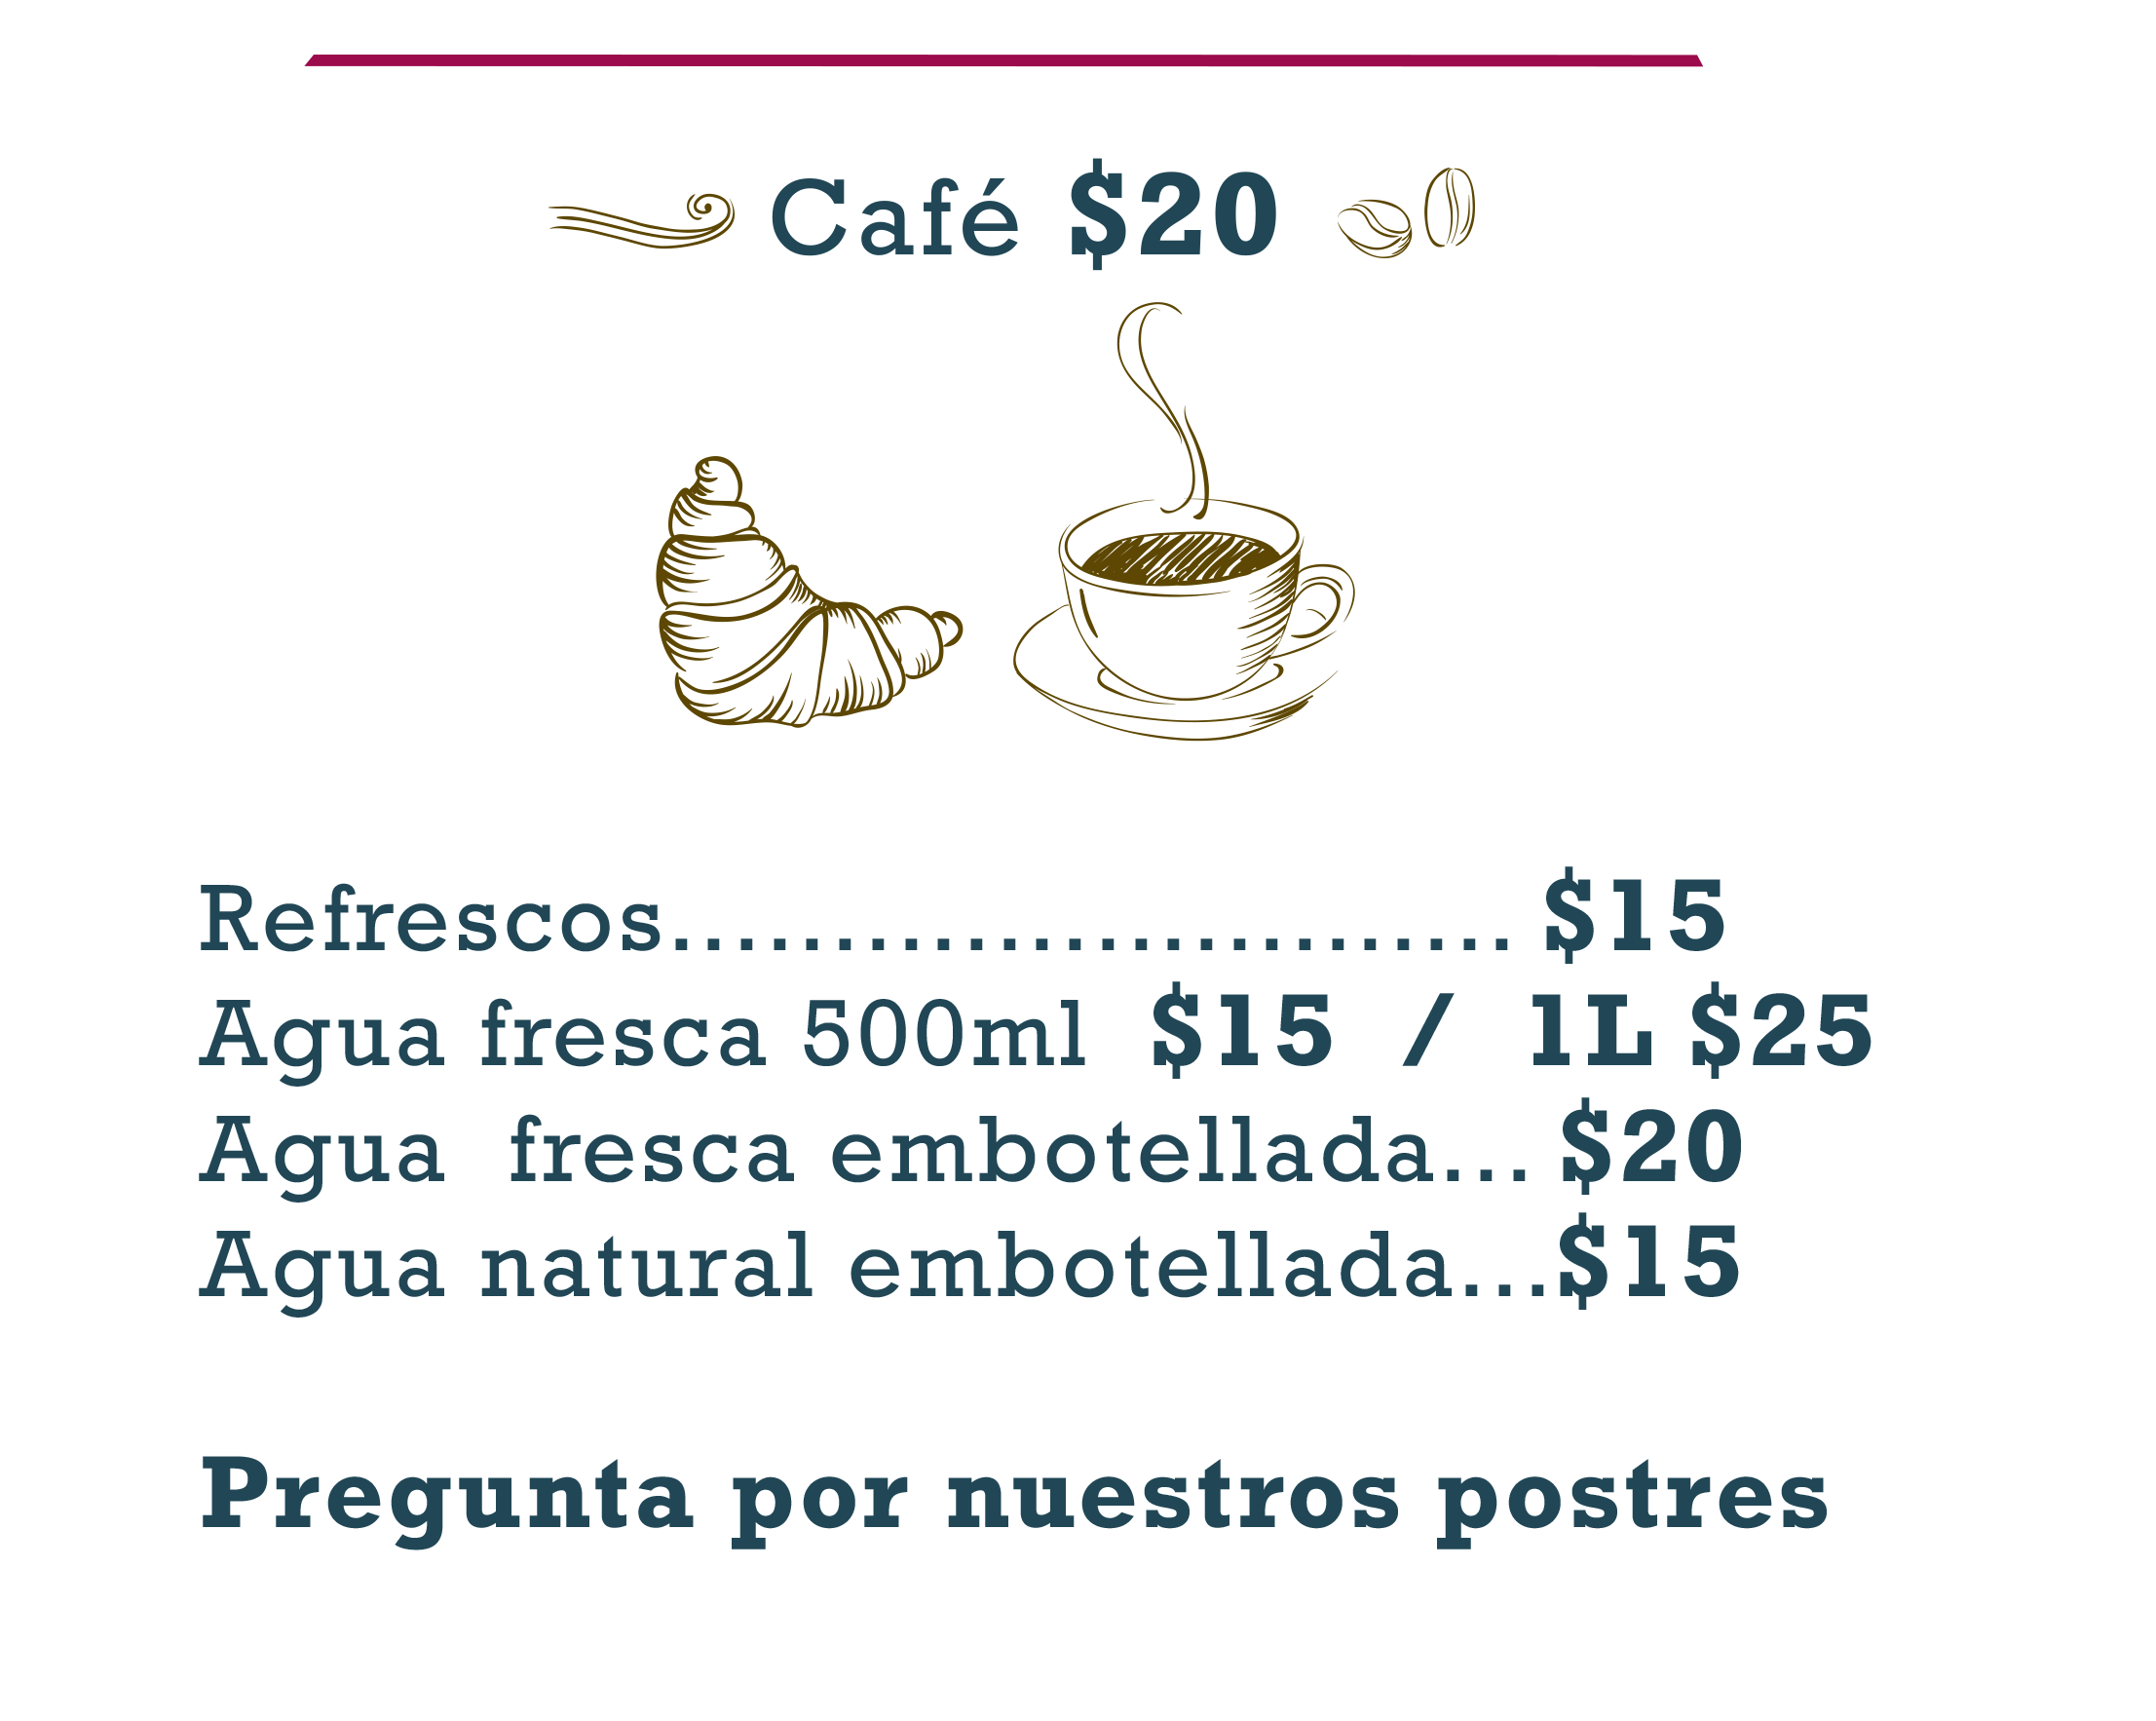 Café $20
Refrescos.......................... $15
Agua fresca 500ml $15 / 1L $25
Agua fresca embotellada... $20
Agua natural embotellada...$15
Pregunta por nuestros postres